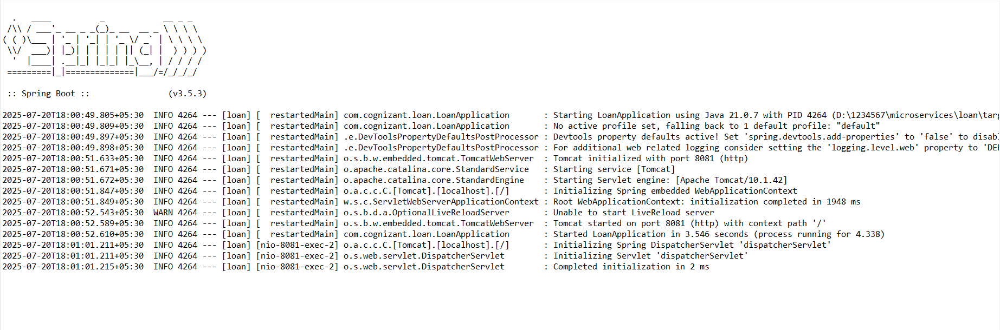 .   ____          _            __ _ _
 /\\ / ___'_ __ _ _(_)_ __  __ _ \ \ \ \
( ( )\___ | '_ | '_| | '_ \/ _` | \ \ \ \
 \\/  ___)| |_)| | | | | || (_| |  ) ) ) )
  '  |____| .__|_| |_|_| |_\__, | / / / /
 =========|_|==============|___/=/_/_/_/
 :: Spring Boot ::                (v3.5.3)
2025-07-20T18:00:49.805+05:30  INFO 4264 --- [loan] [  restartedMain] com.cognizant.loan.LoanApplication       : Starting LoanApplication using Java 21.0.7 with PID 4264 (D:\1234567\microservices\loan\targ
2025-07-20T18:00:49.809+05:30  INFO 4264 --- [loan] [  restartedMain] com.cognizant.loan.LoanApplication       : No active profile set, falling back to 1 default profile: "default"
2025-07-20T18:00:49.897+05:30  INFO 4264 --- [loan] [  restartedMain] .e.DevToolsPropertyDefaultsPostProcessor : Devtools property defaults active! Set 'spring.devtools.add-properties' to 'false' to disab
2025-07-20T18:00:49.898+05:30  INFO 4264 --- [loan] [  restartedMain] .e.DevToolsPropertyDefaultsPostProcessor : For additional web related logging consider setting the 'logging.level.web' property to 'DE
2025-07-20T18:00:51.633+05:30  INFO 4264 --- [loan] [  restartedMain] o.s.b.w.embedded.tomcat.TomcatWebServer  : Tomcat initialized with port 8081 (http)
2025-07-20T18:00:51.671+05:30  INFO 4264 --- [loan] [  restartedMain] o.apache.catalina.core.StandardService   : Starting service [Tomcat]
2025-07-20T18:00:51.672+05:30  INFO 4264 --- [loan] [  restartedMain] o.apache.catalina.core.StandardEngine    : Starting Servlet engine: [Apache Tomcat/10.1.42]
2025-07-20T18:00:51.847+05:30  INFO 4264 --- [loan] [  restartedMain] o.a.c.c.C.[Tomcat].[localhost].[/]       : Initializing Spring embedded WebApplicationContext
2025-07-20T18:00:51.849+05:30  INFO 4264 --- [loan] [  restartedMain] w.s.c.ServletWebServerApplicationContext : Root WebApplicationContext: initialization completed in 1948 ms
2025-07-20T18:00:52.543+05:30  WARN 4264 --- [loan] [  restartedMain] o.s.b.d.a.OptionalLiveReloadServer       : Unable to start LiveReload server
2025-07-20T18:00:52.589+05:30  INFO 4264 --- [loan] [  restartedMain] o.s.b.w.embedded.tomcat.TomcatWebServer  : Tomcat started on port 8081 (http) with context path '/'
2025-07-20T18:00:52.610+05:30  INFO 4264 --- [loan] [  restartedMain] com.cognizant.loan.LoanApplication       : Started LoanApplication in 3.546 seconds (process running for 4.338)
2025-07-20T18:01:01.211+05:30  INFO 4264 --- [loan] [nio-8081-exec-2] o.a.c.c.C.[Tomcat].[localhost].[/]       : Initializing Spring DispatcherServlet 'dispatcherServlet'
2025-07-20T18:01:01.211+05:30  INFO 4264 --- [loan] [nio-8081-exec-2] o.s.web.servlet.DispatcherServlet        : Initializing Servlet 'dispatcherServlet'
2025-07-20T18:01:01.215+05:30  INFO 4264 --- [loan] [nio-8081-exec-2] o.s.web.servlet.DispatcherServlet        : Completed initialization in 2 ms